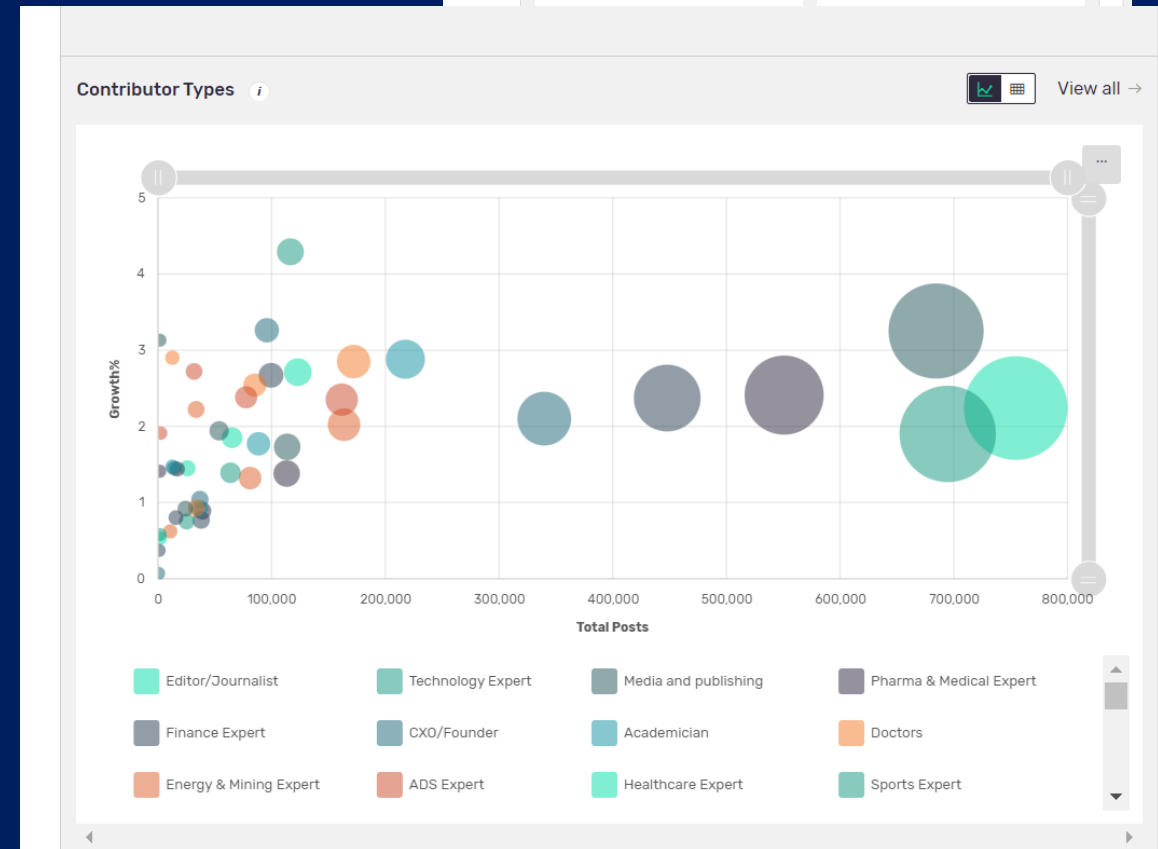 Contributor Types i View all →
...
5
4
3
2
1
0
Growth%
0 100,000 200,000 300,000 400,000 500,000 600,000 700,000 800,000
Total Posts
Editor/Journalist Technology Expert Media and publishing Pharma & Medical Expert
Finance Expert CXO/Founder Academician Doctors
Energy & Mining Expert ADS Expert Healthcare Expert Sports Expert